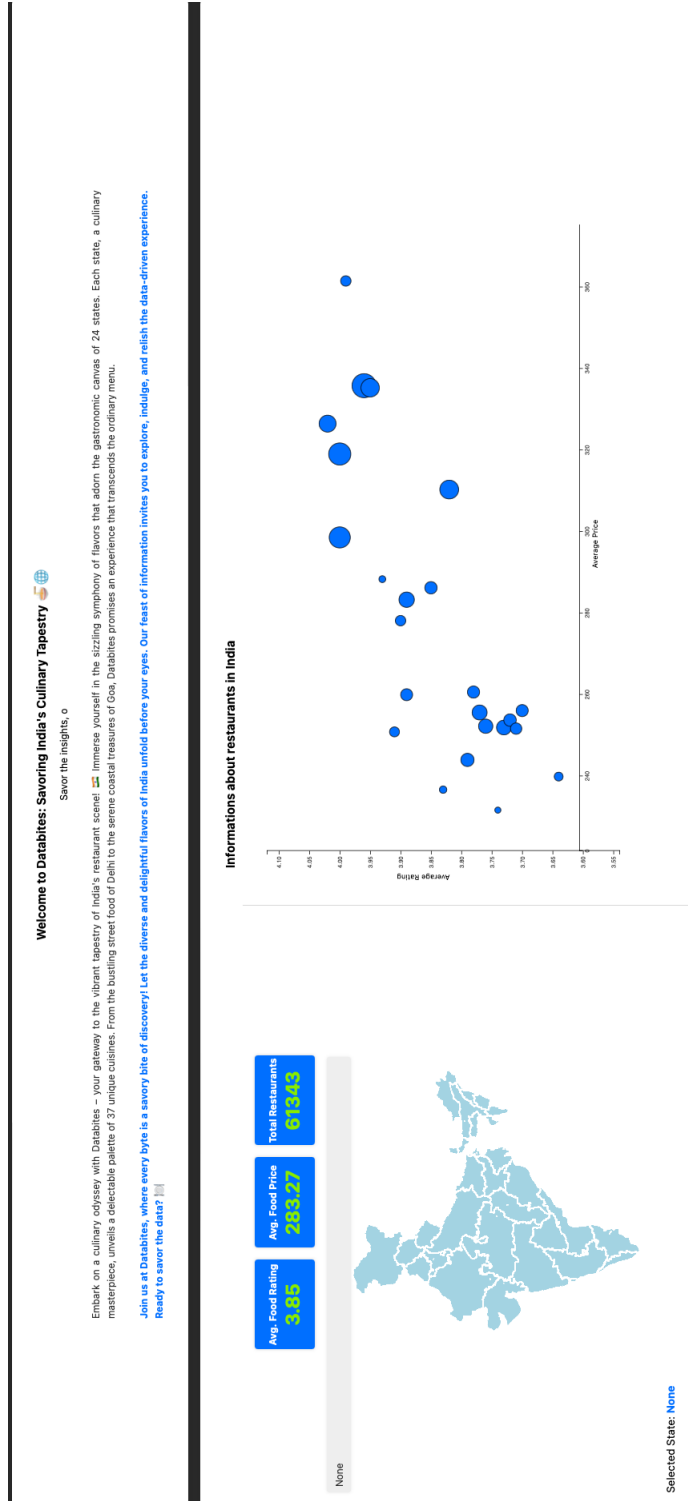 Welcome to Databites: Savoring India's Culinary Tapestry 🍜🌐
Savor the insights, o
Embark on a culinary odyssey with Databites – your gateway to the vibrant tapestry of India's restaurant scene! 🇮🇳 Immerse yourself in the sizzling symphony of flavors that adorn the gastronomic canvas of 24 states. Each state, a culinary
masterpiece, unveils a delectable palette of 37 unique cuisines. From the bustling street food of Delhi to the serene coastal treasures of Goa, Databites promises an experience that transcends the ordinary menu.
Join us at Databites, where every byte is a savory bite of discovery! Let the diverse and delightful flavors of India unfold before your eyes. Our feast of information invites you to explore, indulge, and relish the data-driven experience.
Ready to savor the data? 🍽️
Avg. Food Rating
3.85
Avg. Food Price
283.27
Total Restaurants
61343
None
Selected State: None
Informations about restaurants in India
Average Rating
4.10
4.05
4.00
3.95
3.90
3.85
3.80
3.75
3.70
3.65
3.60
3.55
0
240
260
280
300
320
340
360
Average Price